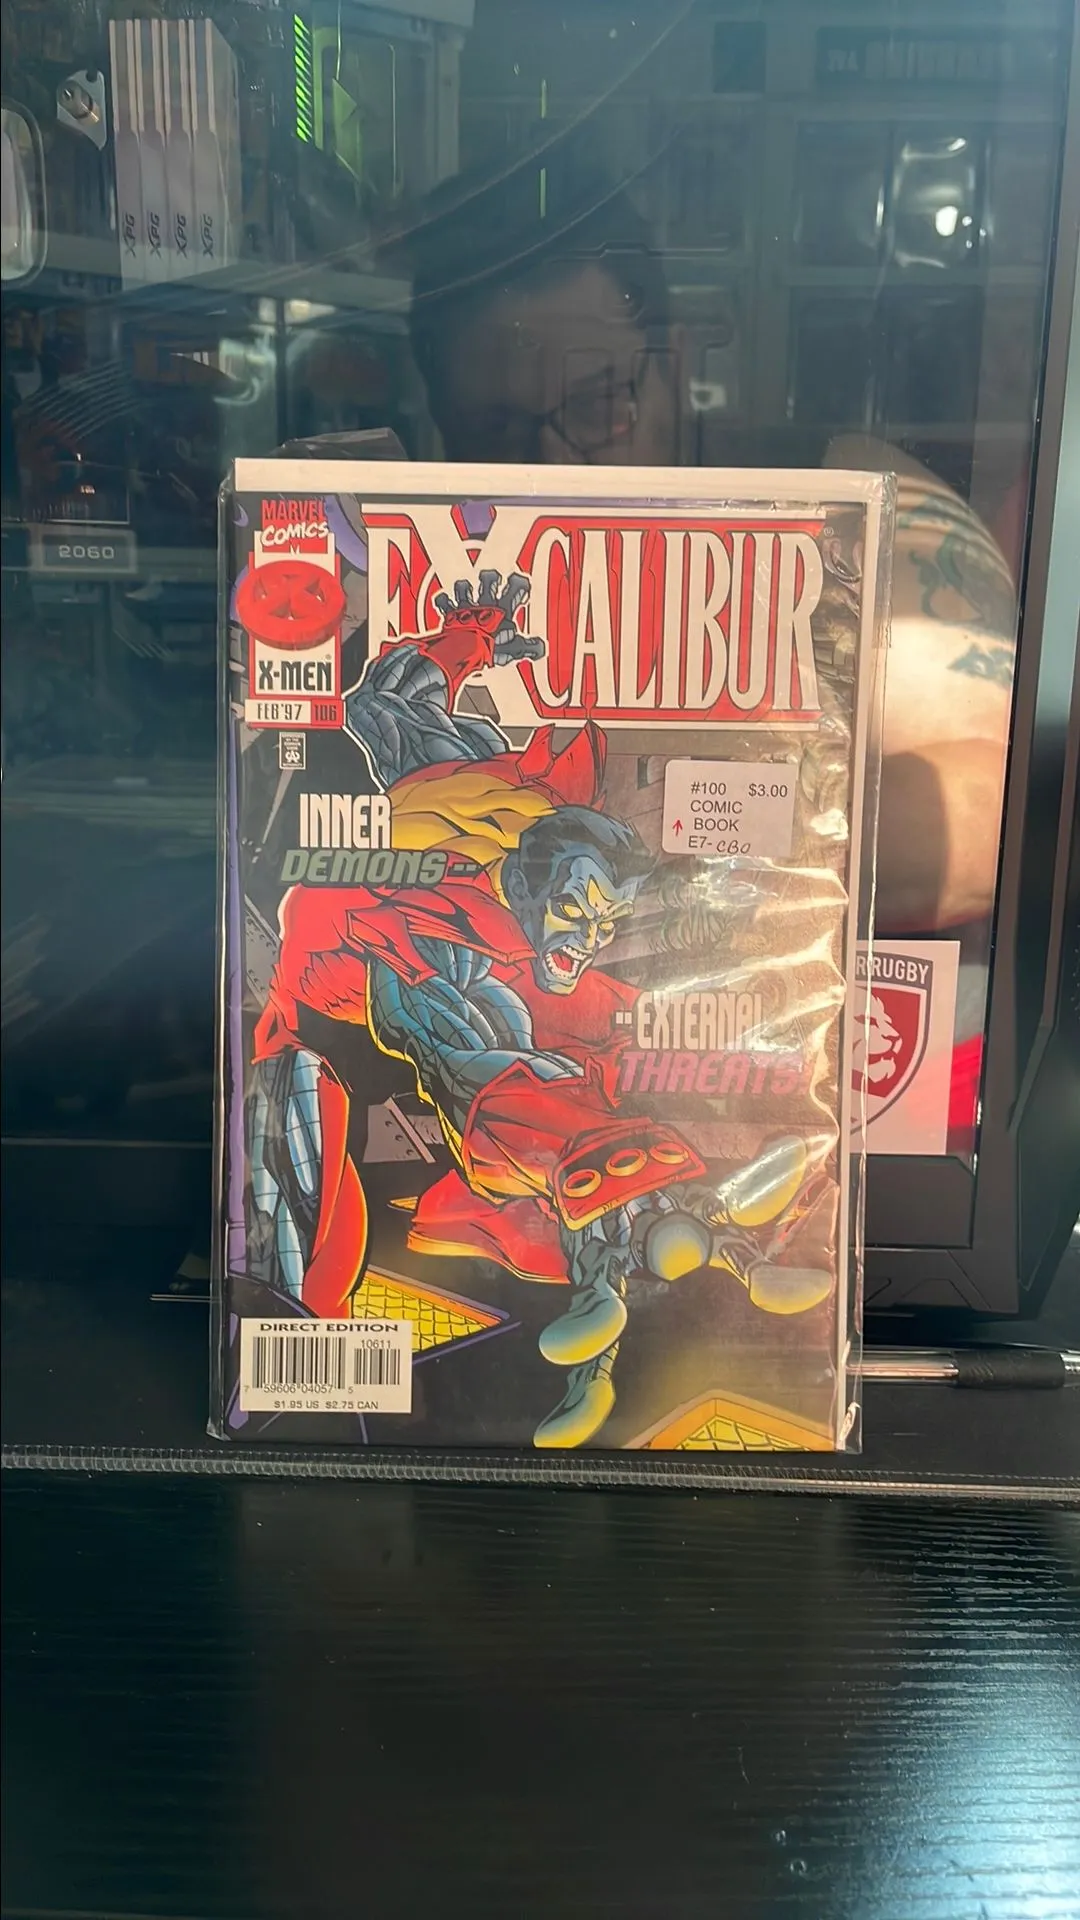 XPG XPG XPG XPG
2060
MARVEL
COMICS
EXCALIBUR
X-MEN
FEB'97 106
INNER
DEMONS--
#100 $3.00
COMIC
BOOK
E7-CBO
--EXTERNAL
THREATS!
R RUGBY
DIRECT EDITION
10611
7 59606 04057 5
$1.95 US $2.75 CAN